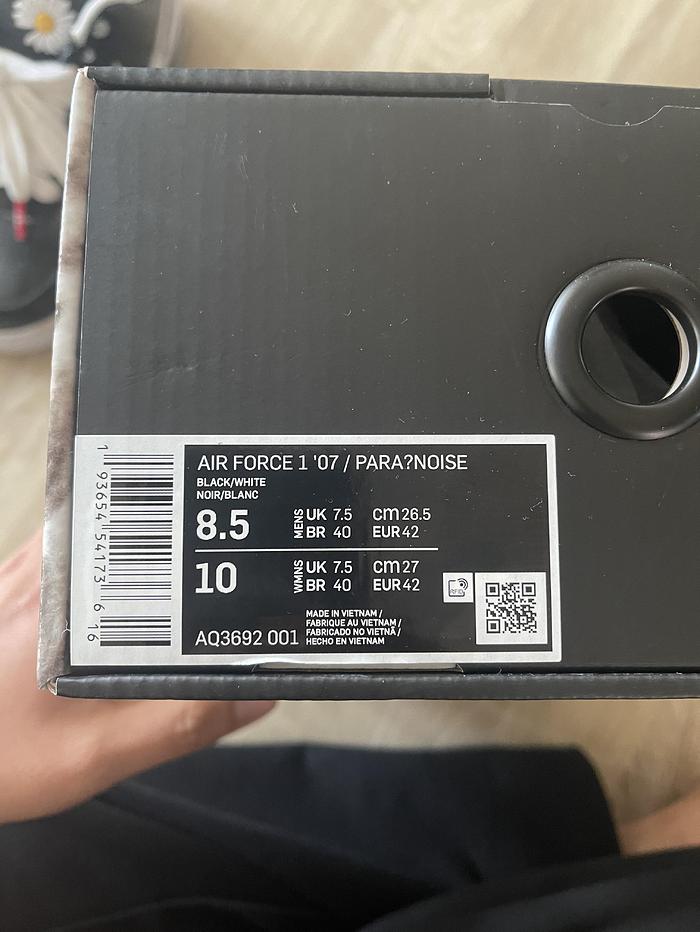 AIR FORCE 1 '07 / PARA?NOISE
BLACK/WHITE
NOIR/BLANC
8.5 MENS UK 7.5 cm 26.5
BR 40 EUR 42
10 WMNS UK 7.5 cm 27
BR 40 EUR 42
RFID
MADE IN VIETNAM /
FABRIQUE AU VIETNAM /
FABRICADO NO VIETNÃ /
HECHO EN VIETNAM
AQ3692 001
1 93654 54173 6 16